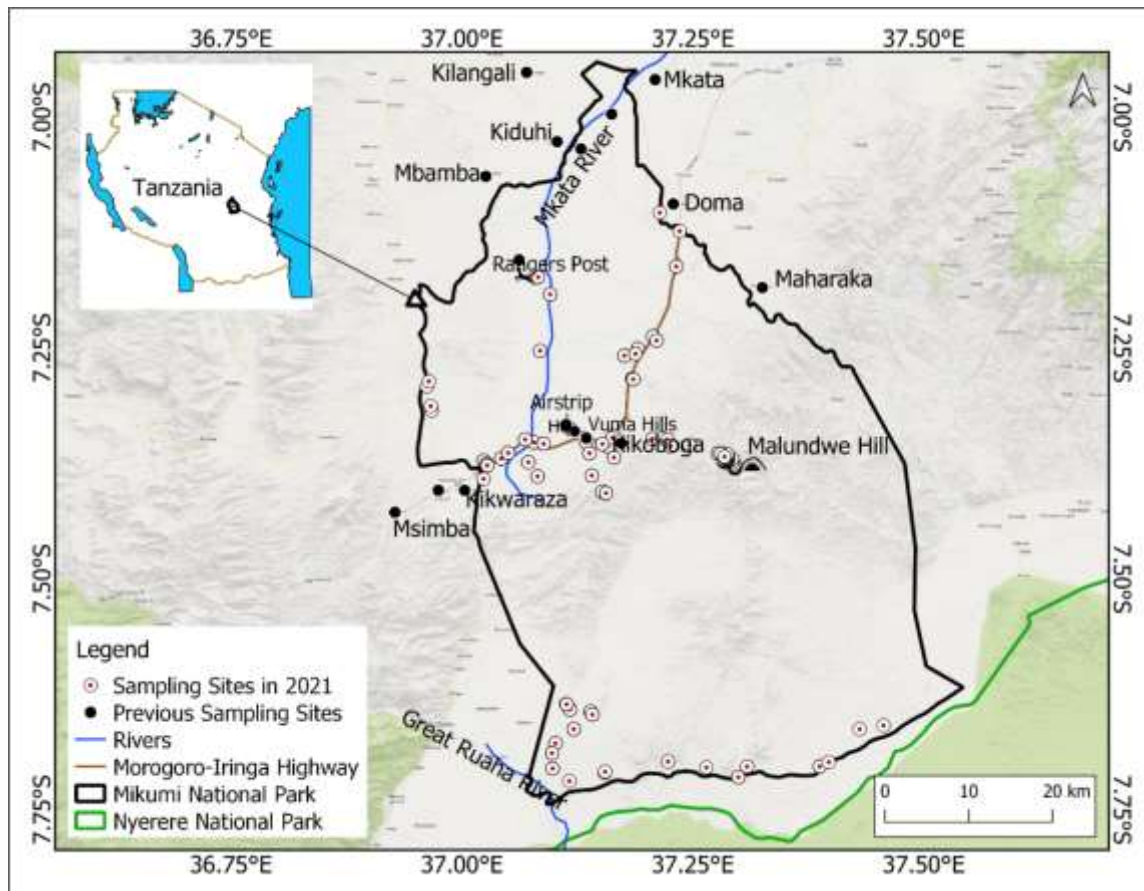 36.75°E 37.00°E 37.25°E 37.50°E
7.00°S
7.00°S
Kilangali
Mkata
Kiduhi
Mkata River
Mbamba
Tanzania
Doma
Rangers Post
Maharaka
7.25°S
7.25°S
Airstrip
Vuma Hills
Kikoboga
Malundwe Hill
Kikwaraza
Msimba
7.50°S
7.50°S
Legend
Sampling Sites in 2021
Previous Sampling Sites
Rivers
Morogoro-Iringa Highway
Mikumi National Park
Nyerere National Park
Great Ruaha River
0 10 20 km
7.75°S
7.75°S
36.75°E 37.00°E 37.25°E 37.50°E